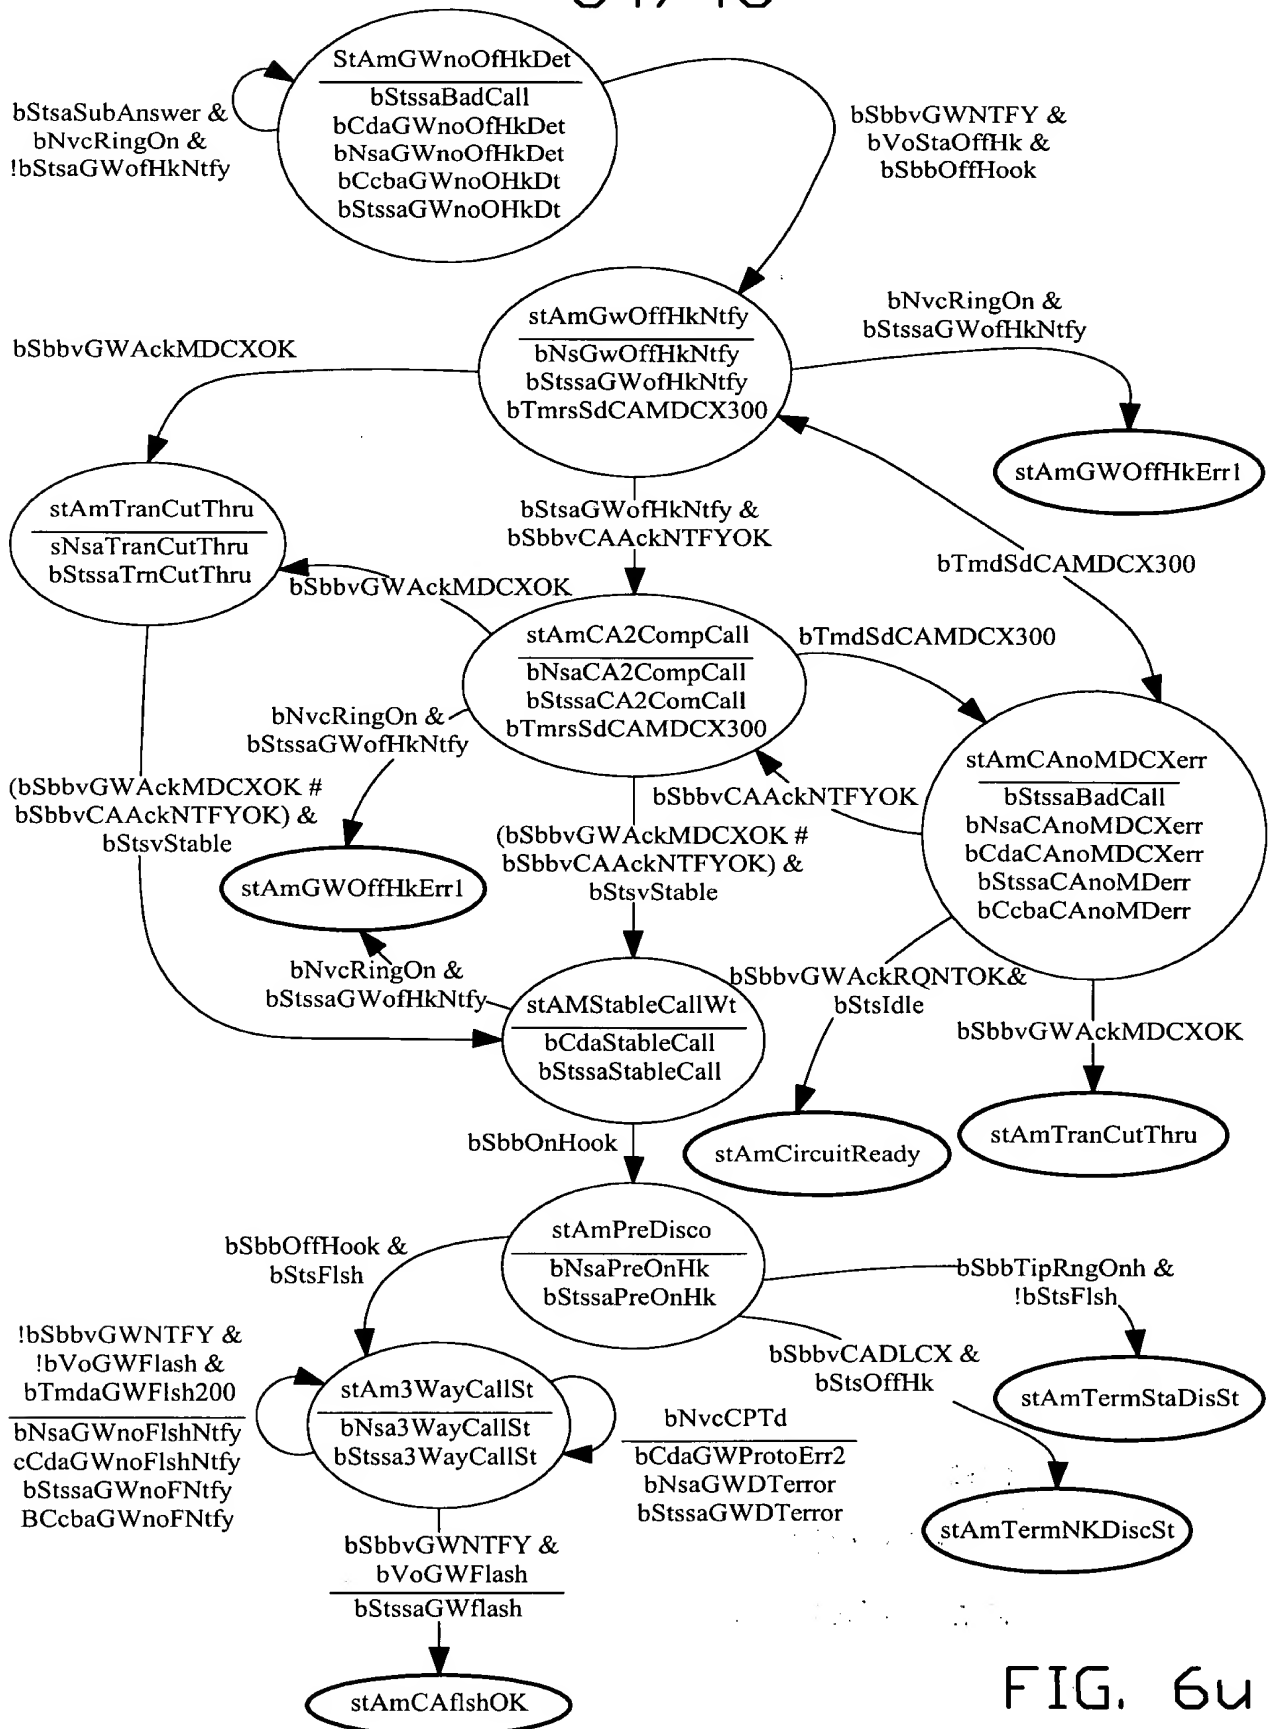 StAmGWnoOfHkDet
bStssaBadCall
bCdaGWnoOfHkDet
bNsaGWnoOfHkDet
bCcbaGWnoOHkDt
bStssaGWnoOHkDt
bStsaSubAnswer &
bNvcRingOn &
!bStsaGWofHkNtfy
bSbbvGWNTFY &
bVoStaOffHk &
bSbbOffHook
stAmGwOffHkNtfy
bNsGwOffHkNtfy
bStssaGWofHkNtfy
bTmrsSdCAMDCX300
bNvcRingOn &
bStssaGWofHkNtfy
bSbbvGWAckMDCXOK
stAmGWOffHkErr1
stAmTranCutThru
sNsaTranCutThru
bStssaTrnCutThru
bStsaGWofHkNtfy &
bSbbvCAAckNTFYOK
bTmdSdCAMDCX300
bSbbvGWAckMDCXOK
stAmCA2CompCall
bNsaCA2CompCall
bStssaCA2ComCall
bTmrsSdCAMDCX300
bTmdSdCAMDCX300
bNvcRingOn &
bStssaGWofHkNtfy
stAmCAnoMDCXerr
bStssaBadCall
bNsaCAnoMDCXerr
bCdaCAnoMDCXerr
bStssaCAnoMDerr
bCcbaCAnoMDerr
bSbbvCAAckNTFYOK
(bSbbvGWAckMDCXOK #
bSbbvCAAckNTFYOK) &
bStsvStable
(bSbbvGWAckMDCXOK #
bSbbvCAAckNTFYOK) &
bStsvStable
stAmGWOffHkErr1
bNvcRingOn &
bStssaGWofHkNtfy
stAMStableCallWt
bCdaStableCall
bStssaStableCall
bSbbvGWAckRQNTOK&
bStsIdle
bSbbvGWAckMDCXOK
stAmCircuitReady
stAmTranCutThru
bSbbOnHook
stAmPreDisco
bNsaPreOnHk
bStssaPreOnHk
bSbbOffHook &
bStsFlsh
bSbbTipRngOnh &
!bStsFlsh
bSbbvCADLCX &
bStsOffHk
stAmTermStaDisSt
stAmTermNKDiscSt
!bSbbvGWNTFY &
!bVoGWFlash &
bTmdaGWFlsh200
bNsaGWnoFlshNtfy
cCdaGWnoFlshNtfy
bStssaGWnoFNtfy
BCcbaGWnoFNtfy
stAm3WayCallSt
bNsa3WayCallSt
bStssa3WayCallSt
bNvcCPTd
bCdaGWProtoErr2
bNsaGWDTerror
bStssaGWDTerror
bSbbvGWNTFY &
bVoGWFlash
bStssaGWflash
stAmCAflshOK
FIG. 6u